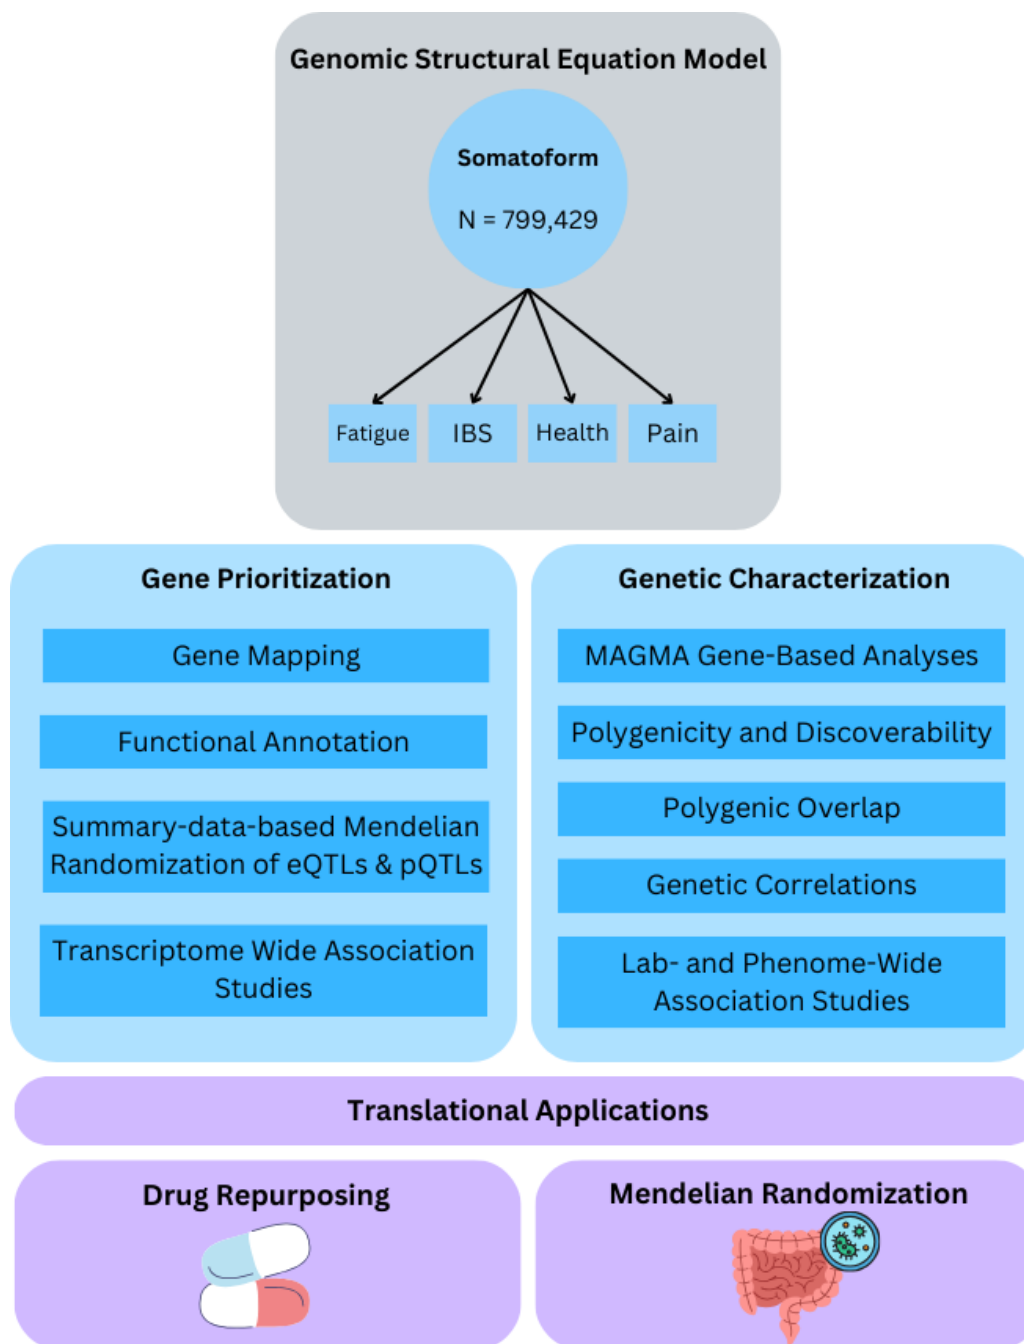 Genomic Structural Equation Model
Somatoform
N = 799,429
Fatigue
IBS
Health
Pain
Gene Prioritization
Gene Mapping
Functional Annotation
Summary-data-based Mendelian
Randomization of eQTLs & pQTLs
Transcriptome Wide Association
Studies
Genetic Characterization
MAGMA Gene-Based Analyses
Polygenicity and Discoverability
Polygenic Overlap
Genetic Correlations
Lab- and Phenome-Wide
Association Studies
Translational Applications
Drug Repurposing
Mendelian Randomization